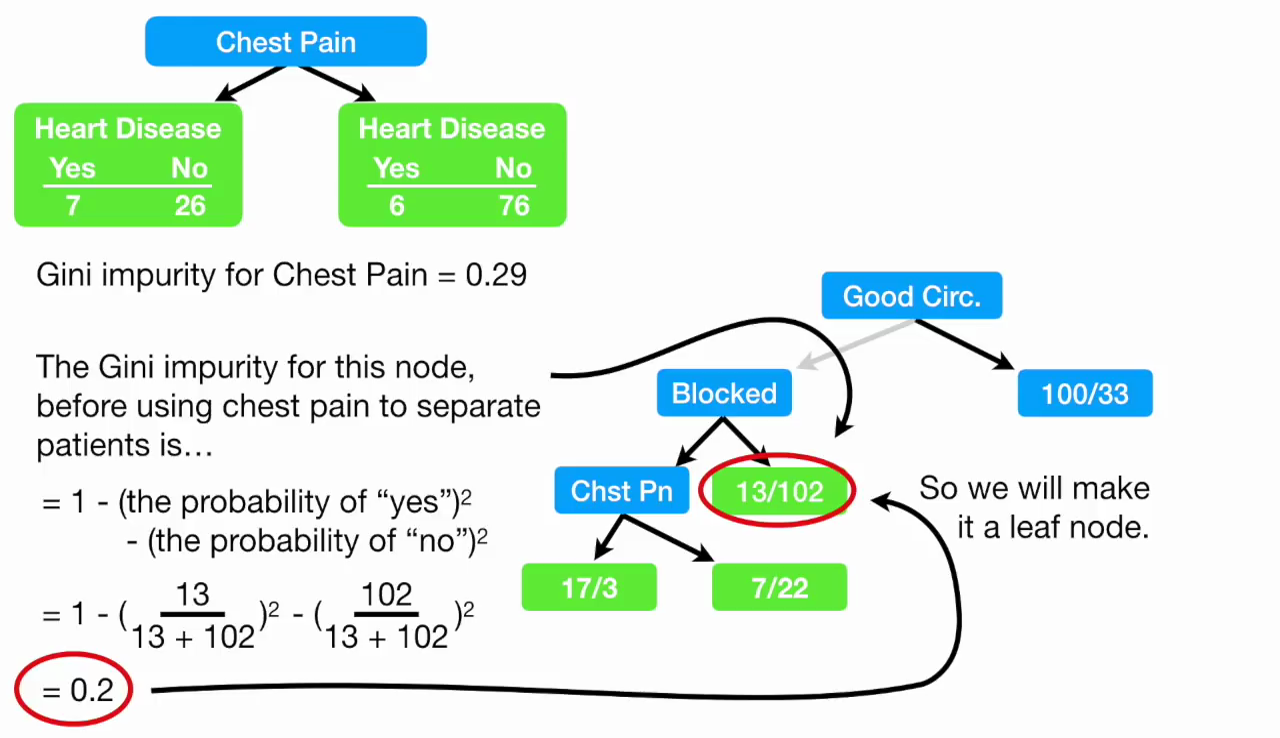 Chest Pain
Heart Disease
Yes No
7 26
Heart Disease
Yes No
6 76
Gini impurity for Chest Pain = 0.29
The Gini impurity for this node,
before using chest pain to separate
patients is…
= 1 - (the probability of “yes”)²
- (the probability of “no”)²
= 1 - (13 / 13 + 102)² - (102 / 13 + 102)²
= 0.2
Good Circ.
Blocked
100/33
Chst Pn
13/102
17/3
7/22
So we will make
it a leaf node.